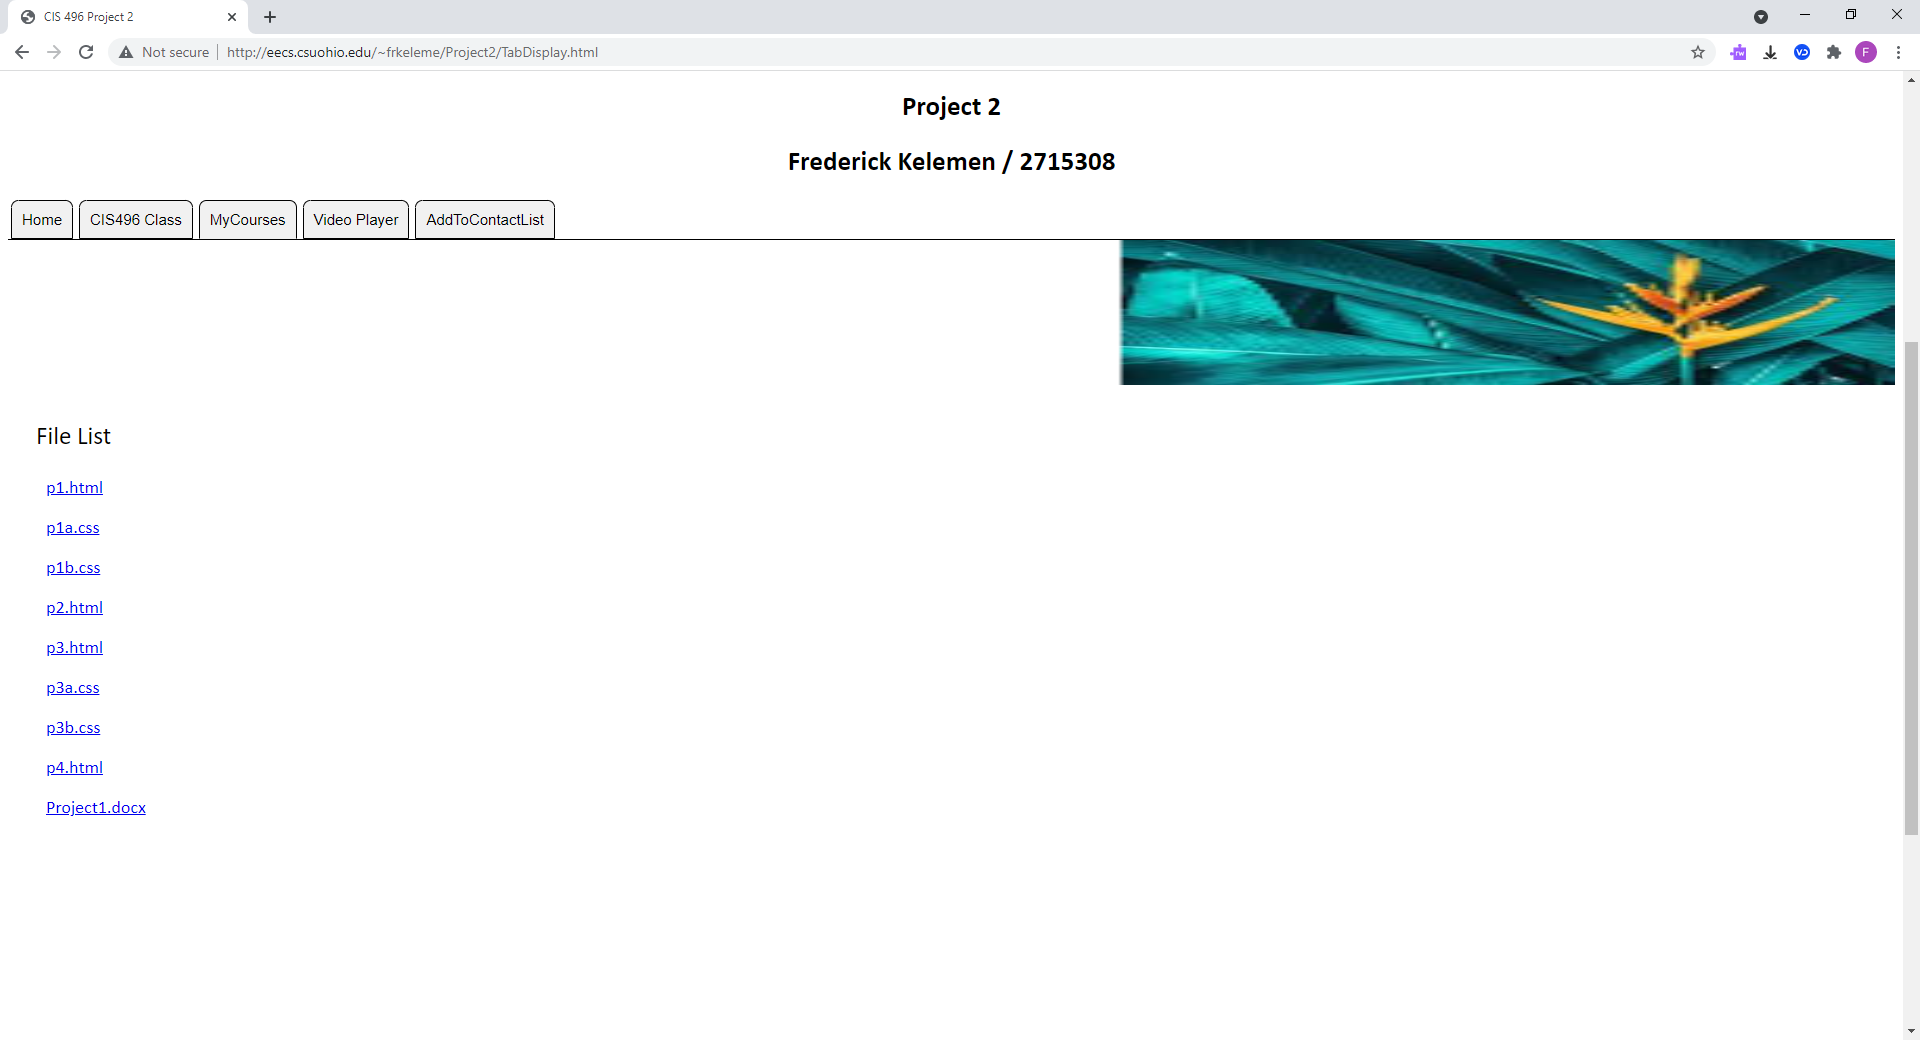 CIS 496 Project 2
Not secure http://eecs.csuohio.edu/~frkeleme/Project2/TabDisplay.html
rw
VD
F
Project 2
Frederick Kelemen / 2715308
Home CIS496 Class MyCourses Video Player AddToContactList
File List
p1.html
p1a.css
p1b.css
p2.html
p3.html
p3a.css
p3b.css
p4.html
Project1.docx